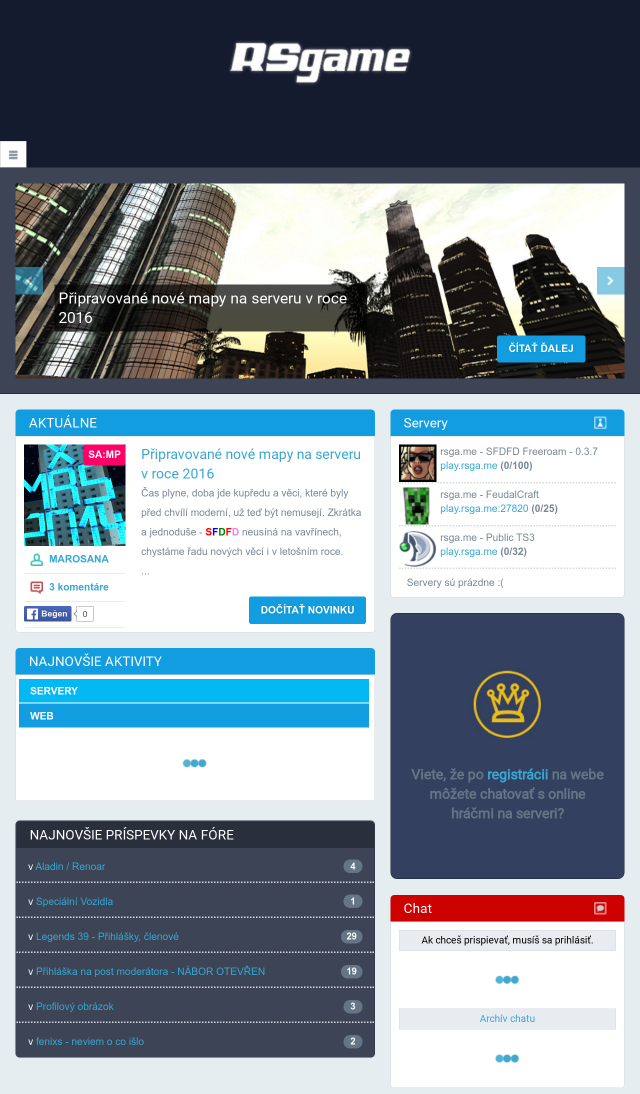 RSgame
Připravované nové mapy na serveru v roce
2016
ČÍTAŤ ĎALEJ
AKTUÁLNE
SA:MP
Připravované nové mapy na serveru
v roce 2016
Čas plyne, doba jde kupředu a věci, které byly
před chvílí moderní, už teď být nemusejí. Zkrátka
a jednoduše - SFDFD neusíná na vavřínech,
chystáme řadu nových věcí i v letošním roce.
...
MAROSANA
3 komentáre
Beğen 0
DOČÍTAŤ NOVINKU
NAJNOVŠIE AKTIVITY
SERVERY
WEB
NAJNOVŠIE PRÍSPEVKY NA FÓRE
v Aladin / Renoar 4
v Speciální Vozidla 1
v Legends 39 - Přihlášky, členové 29
v Přihláška na post moderátora - NÁBOR OTEVŘEN 19
v Profilový obrázok 3
v fenixs - neviem o co išlo 2
Servery
rsga.me - SFDFD Freeroam - 0.3.7
play.rsga.me (0/100)
rsga.me - FeudalCraft
play.rsga.me:27820 (0/25)
rsga.me - Public TS3
play.rsga.me (0/32)
Servery sú prázdne :(
Viete, že po registrácii na webe
môžete chatovať s online
hráčmi na serveri?
Chat
Ak chceš prispievať, musíš sa prihlásiť.
Archív chatu